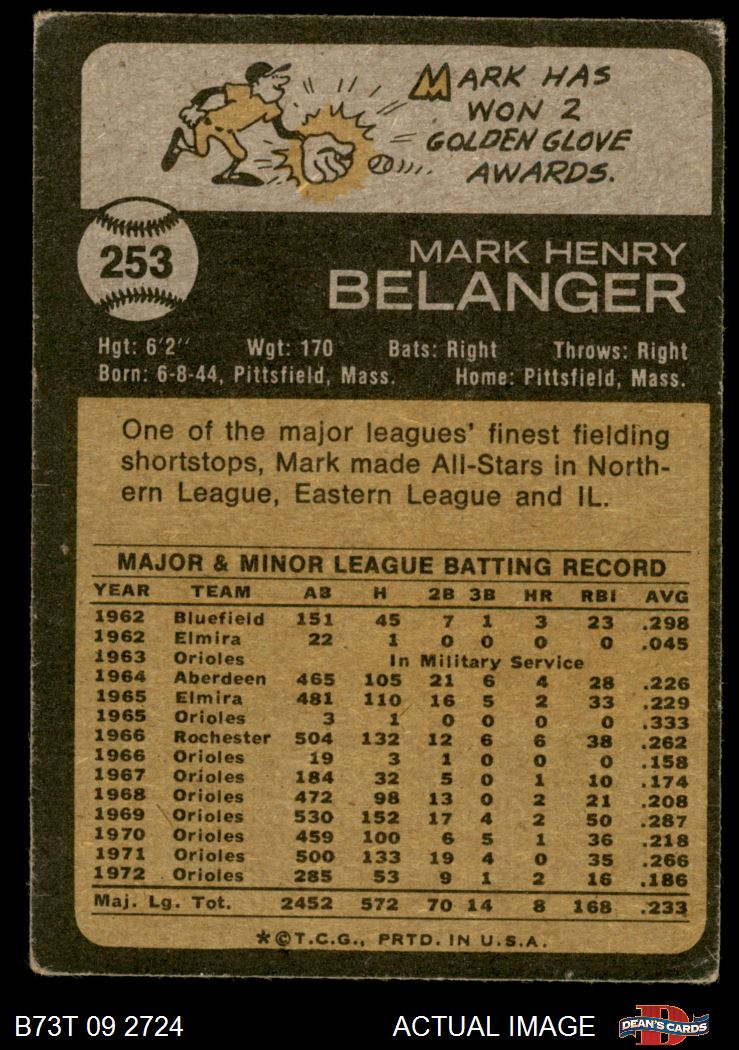 MARK HAS
WON 2
GOLDEN GLOVE
AWARDS.
253
MARK HENRY
BELANGER
Hgt: 6'2'' Wgt: 170 Bats: Right Throws: Right
Born: 6-8-44, Pittsfield, Mass. Home: Pittsfield, Mass.
One of the major leagues' finest fielding
shortstops, Mark made All-Stars in North-
ern League, Eastern League and IL.
MAJOR & MINOR LEAGUE BATTING RECORD
YEAR TEAM AB H 2B 3B HR RBI AVG
1962 Bluefield 151 45 7 1 3 23 .298
1962 Elmira 22 1 0 0 0 0 .045
1963 Orioles In Military Service
1964 Aberdeen 465 105 21 6 4 28 .226
1965 Elmira 481 110 16 5 2 33 .229
1965 Orioles 3 1 0 0 0 0 .333
1966 Rochester 504 132 12 6 6 38 .262
1966 Orioles 19 3 1 0 0 0 .158
1967 Orioles 184 32 5 0 1 10 .174
1968 Orioles 472 98 13 0 2 21 .208
1969 Orioles 530 152 17 4 2 50 .287
1970 Orioles 459 100 6 5 1 36 .218
1971 Orioles 500 133 19 4 0 35 .266
1972 Orioles 285 53 9 1 2 16 .186
Maj. Lg. Tot. 2452 572 70 14 8 168 .233
*©T.C.G., PRTD. IN U.S.A.
B73T 09 2724 ACTUAL IMAGE D DEAN'S CARDS